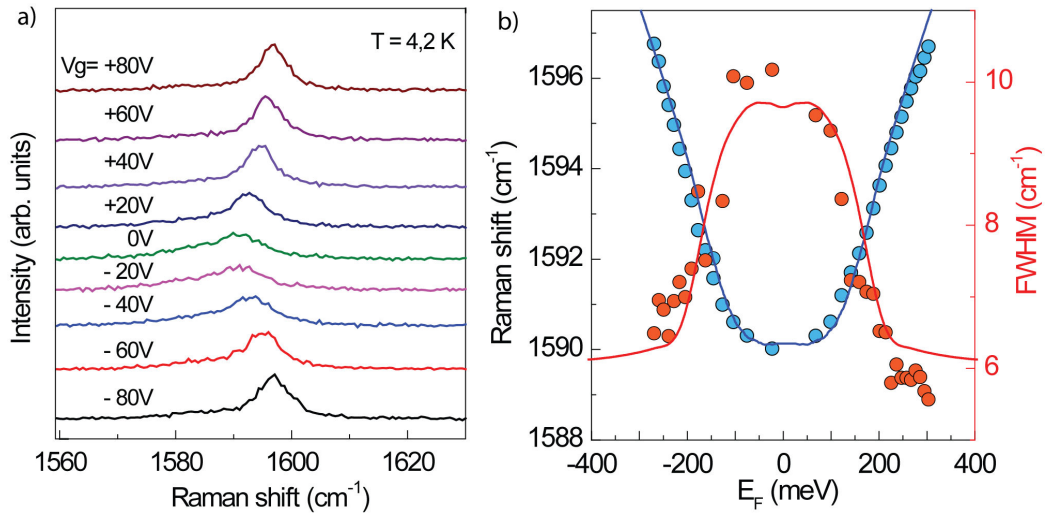 a)
T = 4,2 K
Vg= +80V
+60V
+40V
+20V
0V
- 20V
- 40V
- 60V
- 80V
Intensity (arb. units)
1560 1580 1600 1620
Raman shift (cm⁻¹)
b)
1596
1594
1592
1590
1588
Raman shift (cm⁻¹)
10
8
6
FWHM (cm⁻¹)
-400 -200 0 200 400
E_F (meV)